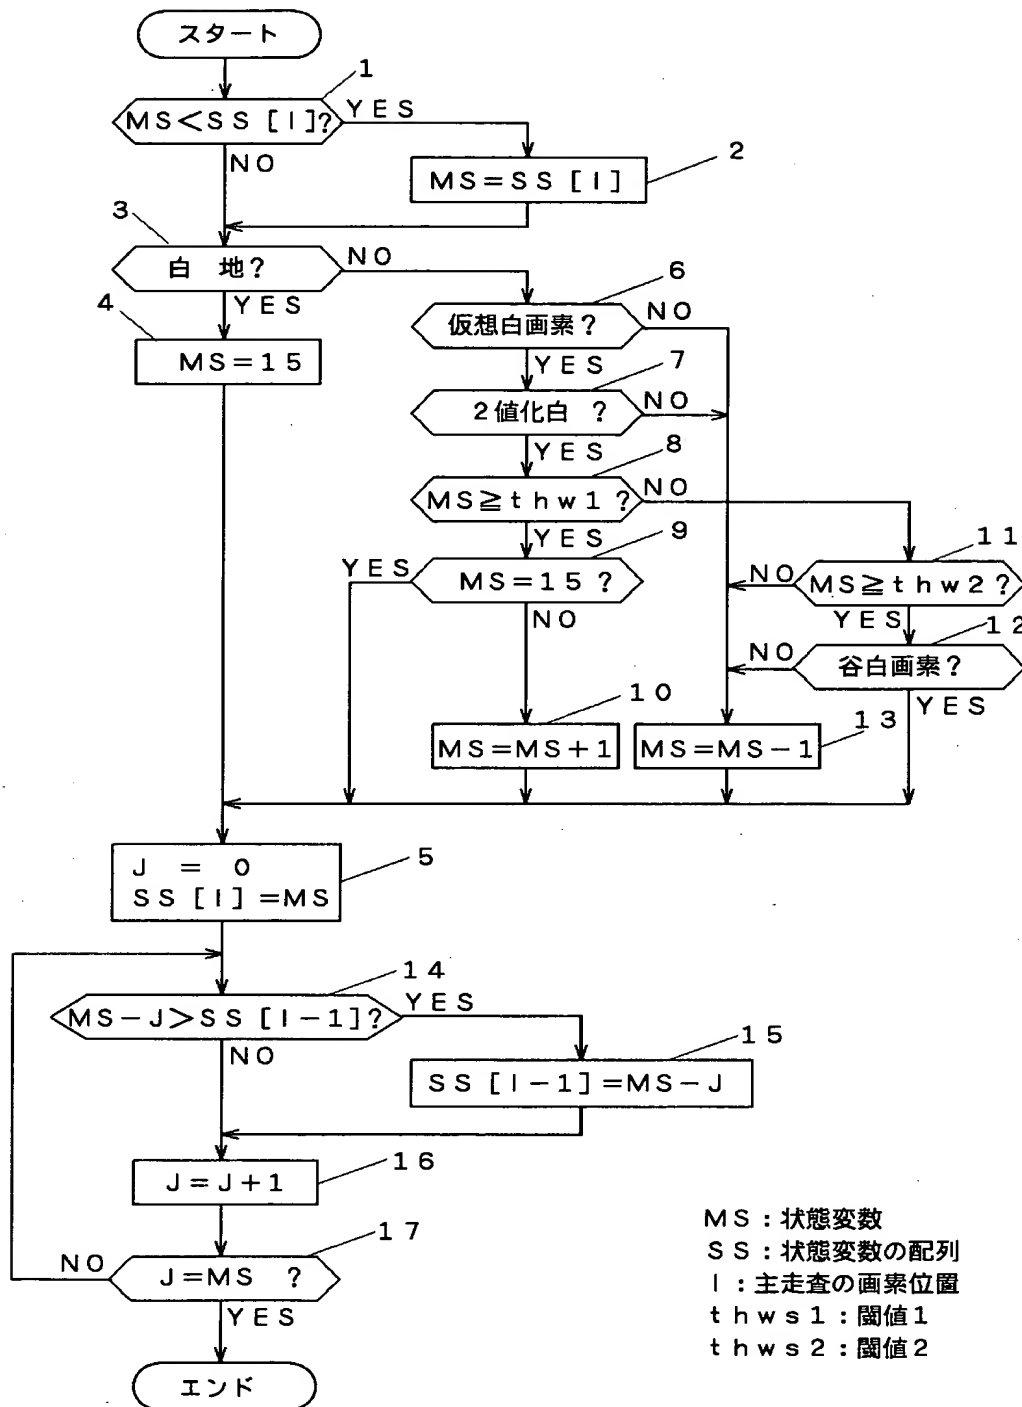 スタート
1
MS<SS [I]?
YES
NO
2
MS=SS [I]
3
白 地?
NO
YES
4
MS=15
6
仮想白画素?
NO
YES
7
2値化白 ?
NO
YES
8
MS≧thw1?
NO
YES
9
MS=15?
YES
NO
11
MS≧thw2?
NO
YES
12
谷白画素?
NO
YES
10
MS=MS+1
13
MS=MS-1
5
J = 0
SS [I]=MS
14
MS-J>SS [I-1]?
YES
NO
15
SS [I-1]=MS-J
16
J=J+1
17
J=MS ?
NO
YES
エンド
MS:状態変数
SS:状態変数の配列
I:主走査の画素位置
thws1:閾値1
thws2:閾値2